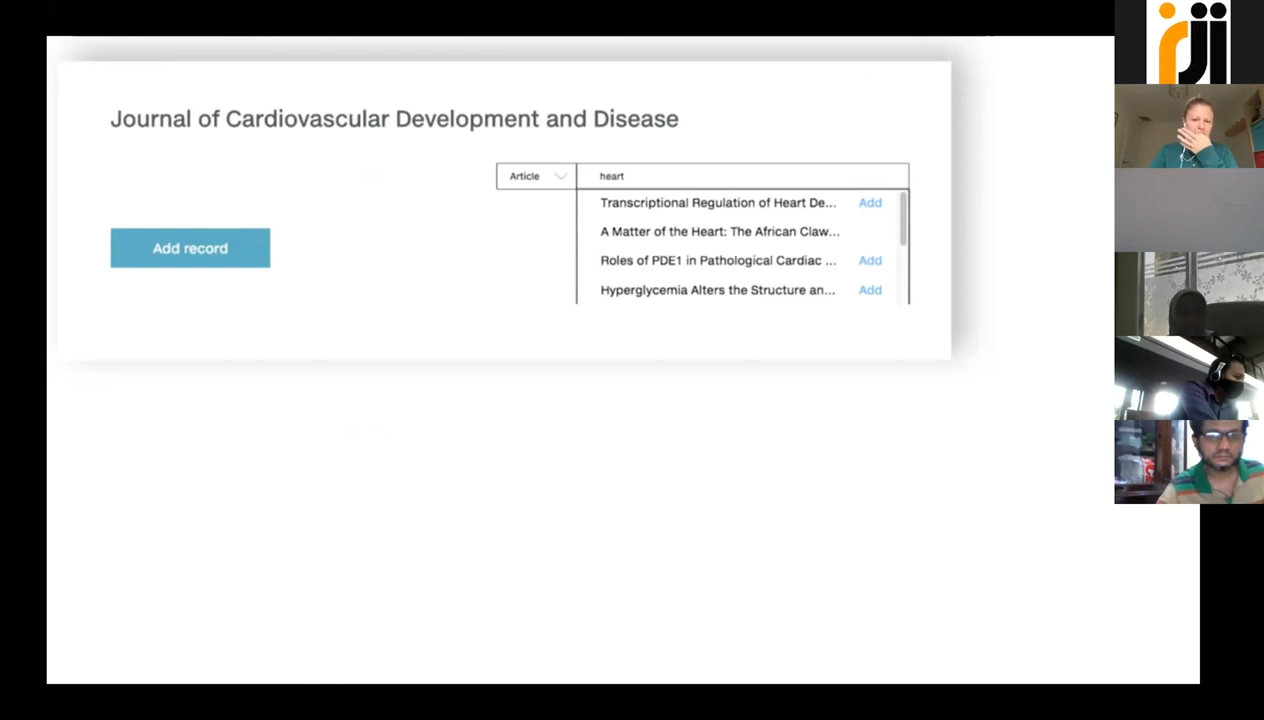 Journal of Cardiovascular Development and Disease
Article heart
Transcriptional Regulation of Heart De... Add
A Matter of the Heart: The African Claw...
Add record
Roles of PDE1 in Pathological Cardiac ... Add
Hyperglycemia Alters the Structure an... Add